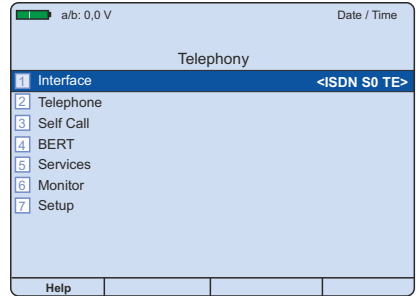 a/b: 0,0 V Date / Time
Telephony
1 Interface <ISDN S0 TE>
2 Telephone
3 Self Call
4 BERT
5 Services
6 Monitor
7 Setup
Help